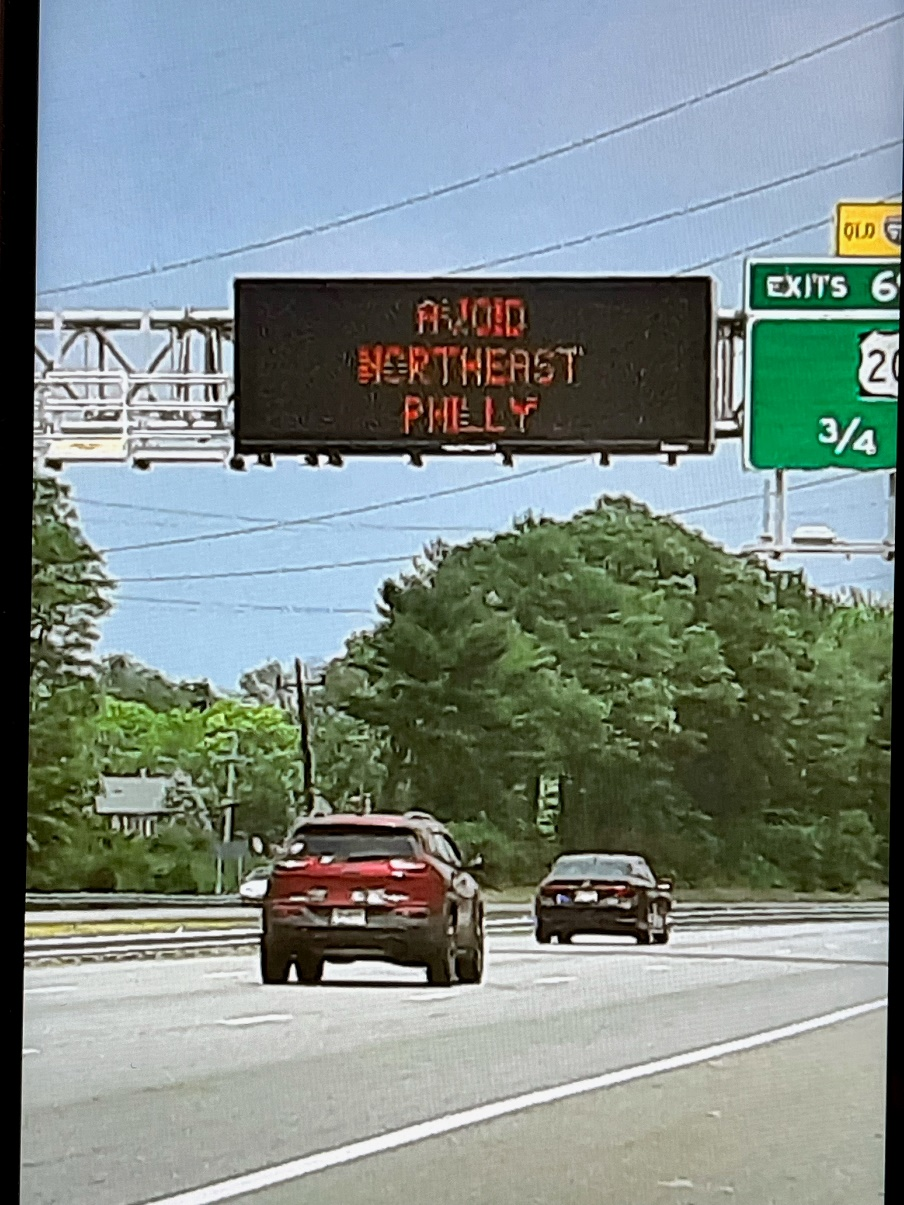 AVOID
NORTHEAST
PHILLY
OLD
EXITS 6
20
3/4